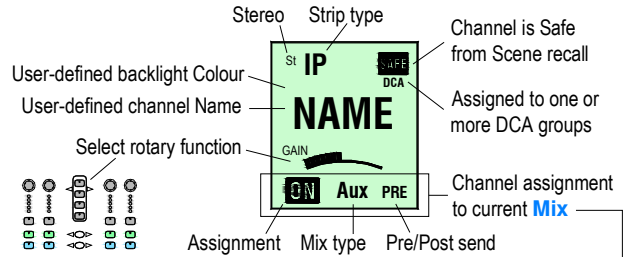 Stereo
Strip type
Channel is Safe
from Scene recall
St IP
SAFE
DCA
User-defined backlight Colour
User-defined channel Name
NAME
Assigned to one or
more DCA groups
Select rotary function
GAIN
ON Aux PRE
Channel assignment
to current Mix
Assignment
Mix type
Pre/Post send